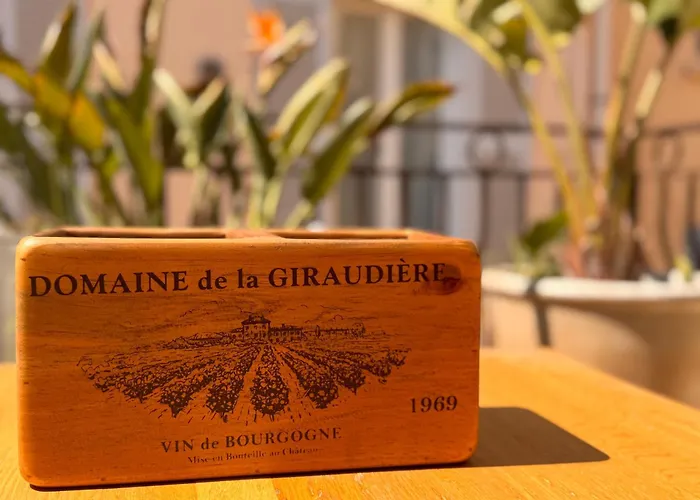 DOMAINE de la GIRAUDIÈRE
1969
VIN de BOURGOGNE
Mise en Bouteille au Château